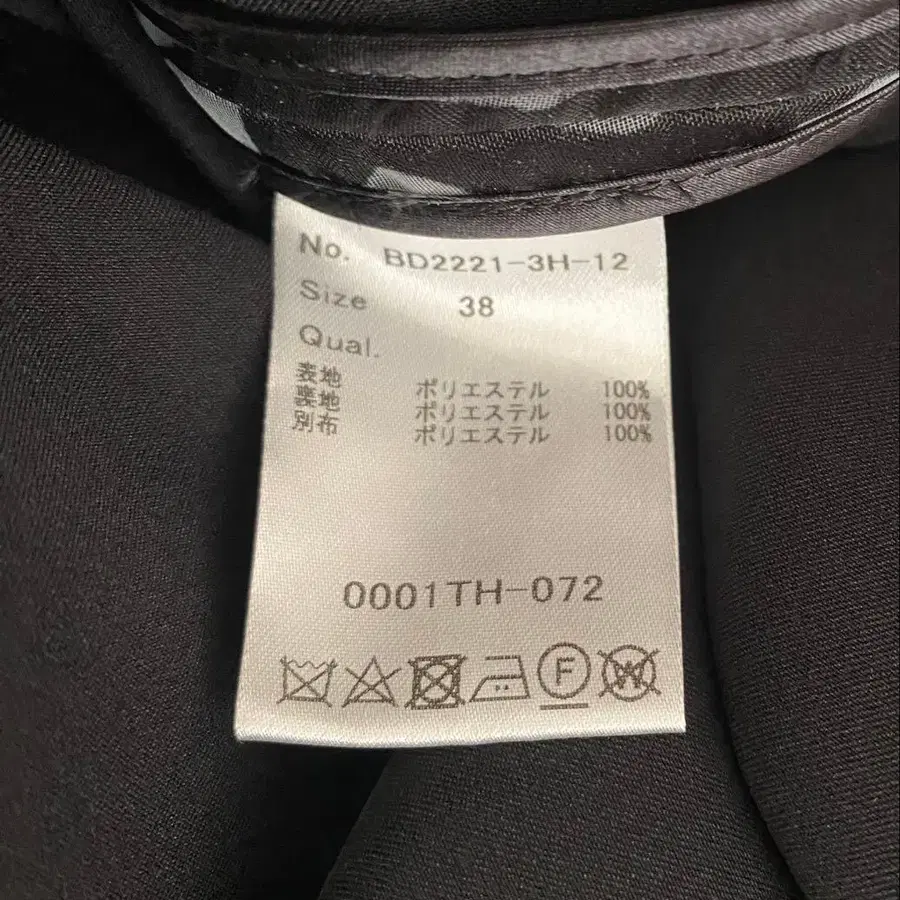 No. BD2221-3H-12
Size 38
Qual.
表地 ポリエステル 100%
裏地 ポリエステル 100%
別布 ポリエステル 100%
0001TH-072
F W